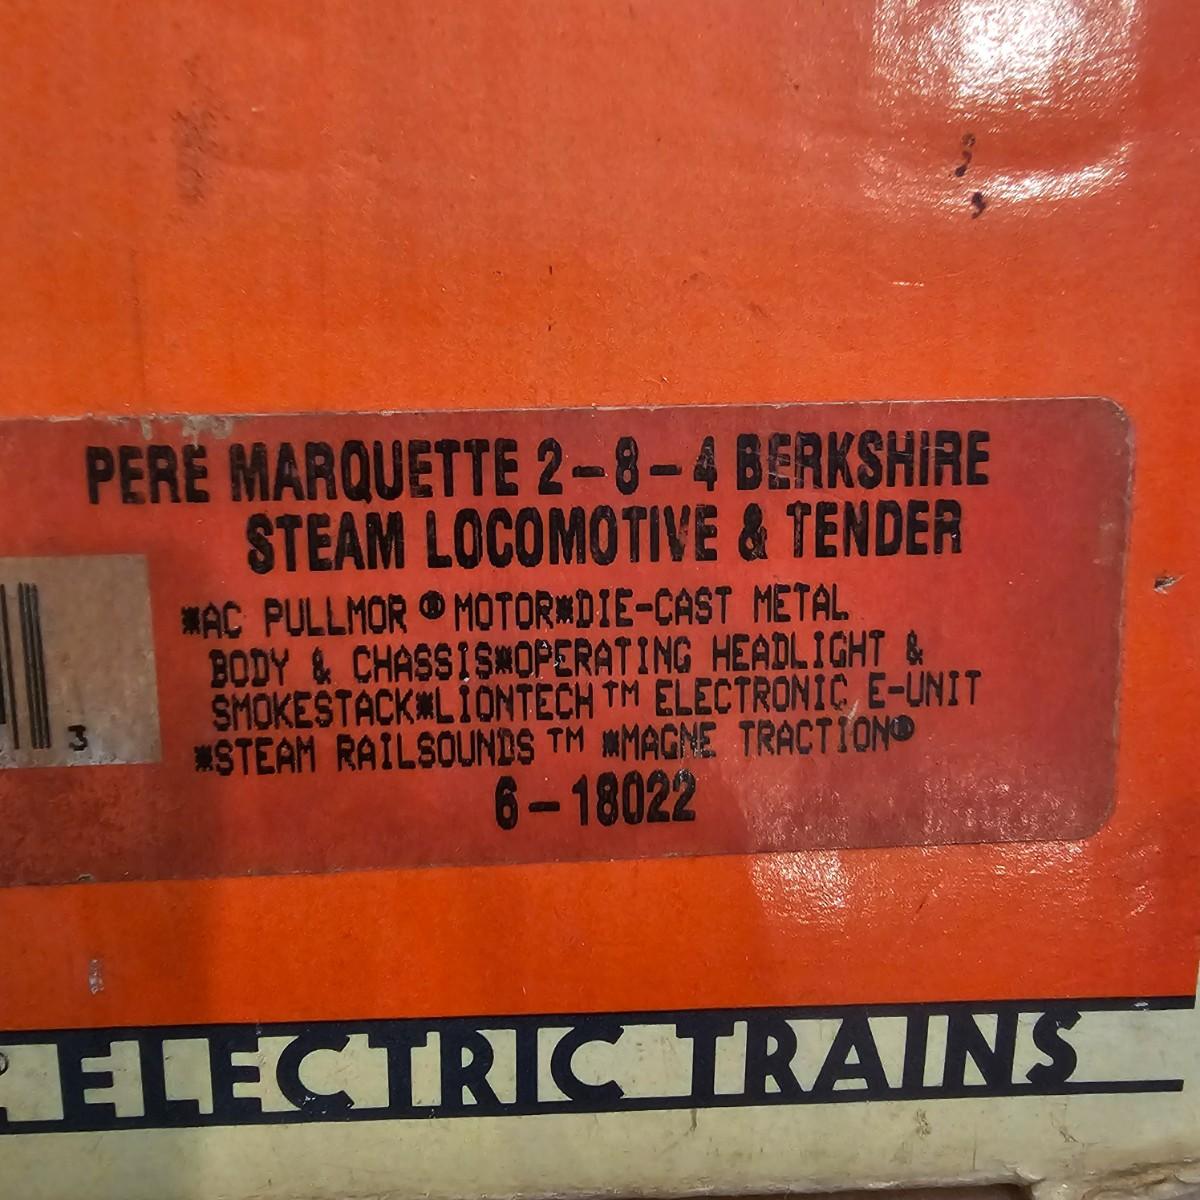 PERE MARQUETTE 2-8-4 BERKSHIRE
STEAM LOCOMOTIVE & TENDER
*AC PULLMOR ® MOTOR*DIE-CAST METAL
BODY & CHASSIS*OPERATING HEADLIGHT &
SMOKESTACK*LIONTECH™ ELECTRONIC E-UNIT
*STEAM RAILSOUNDS™ *MAGNE TRACTION®
6-18022
3
ELECTRIC TRAINS